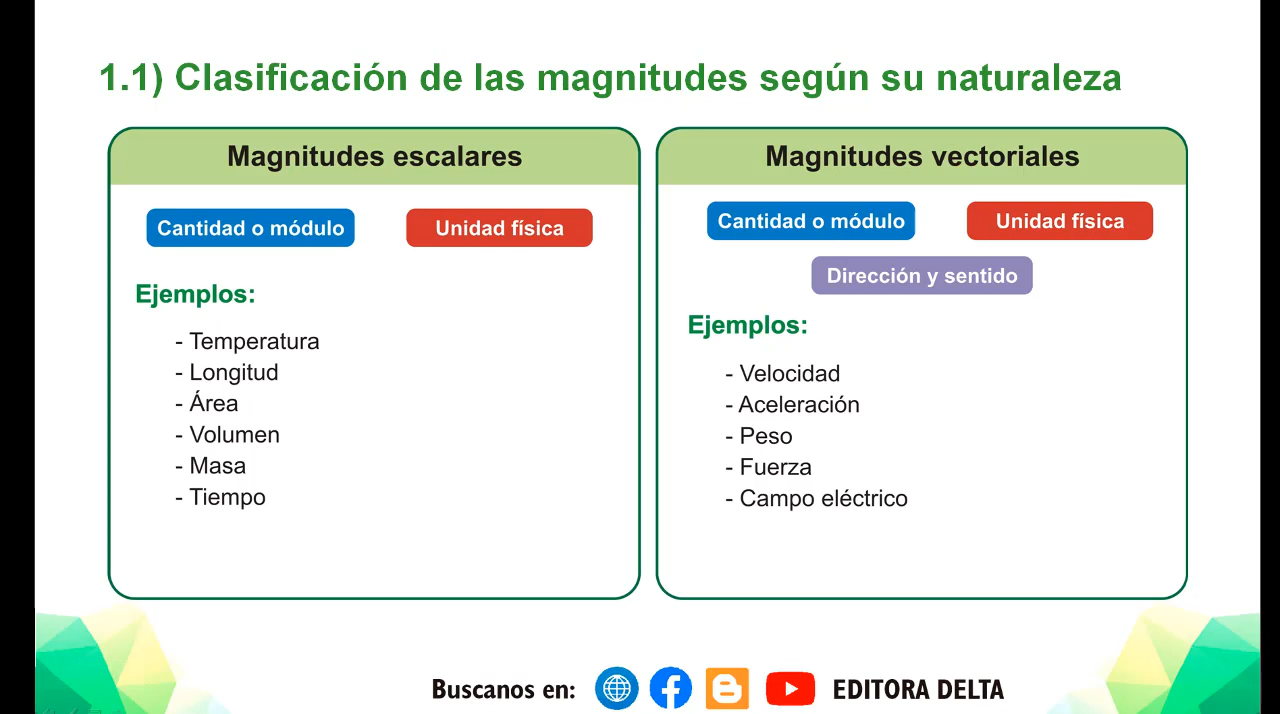 1.1) Clasificación de las magnitudes según su naturaleza
Magnitudes escalares
Cantidad o módulo
Unidad física
Ejemplos:
- Temperatura
- Longitud
- Área
- Volumen
- Masa
- Tiempo
Magnitudes vectoriales
Cantidad o módulo
Unidad física
Dirección y sentido
Ejemplos:
- Velocidad
- Aceleración
- Peso
- Fuerza
- Campo eléctrico
Buscanos en:
EDITORA DELTA